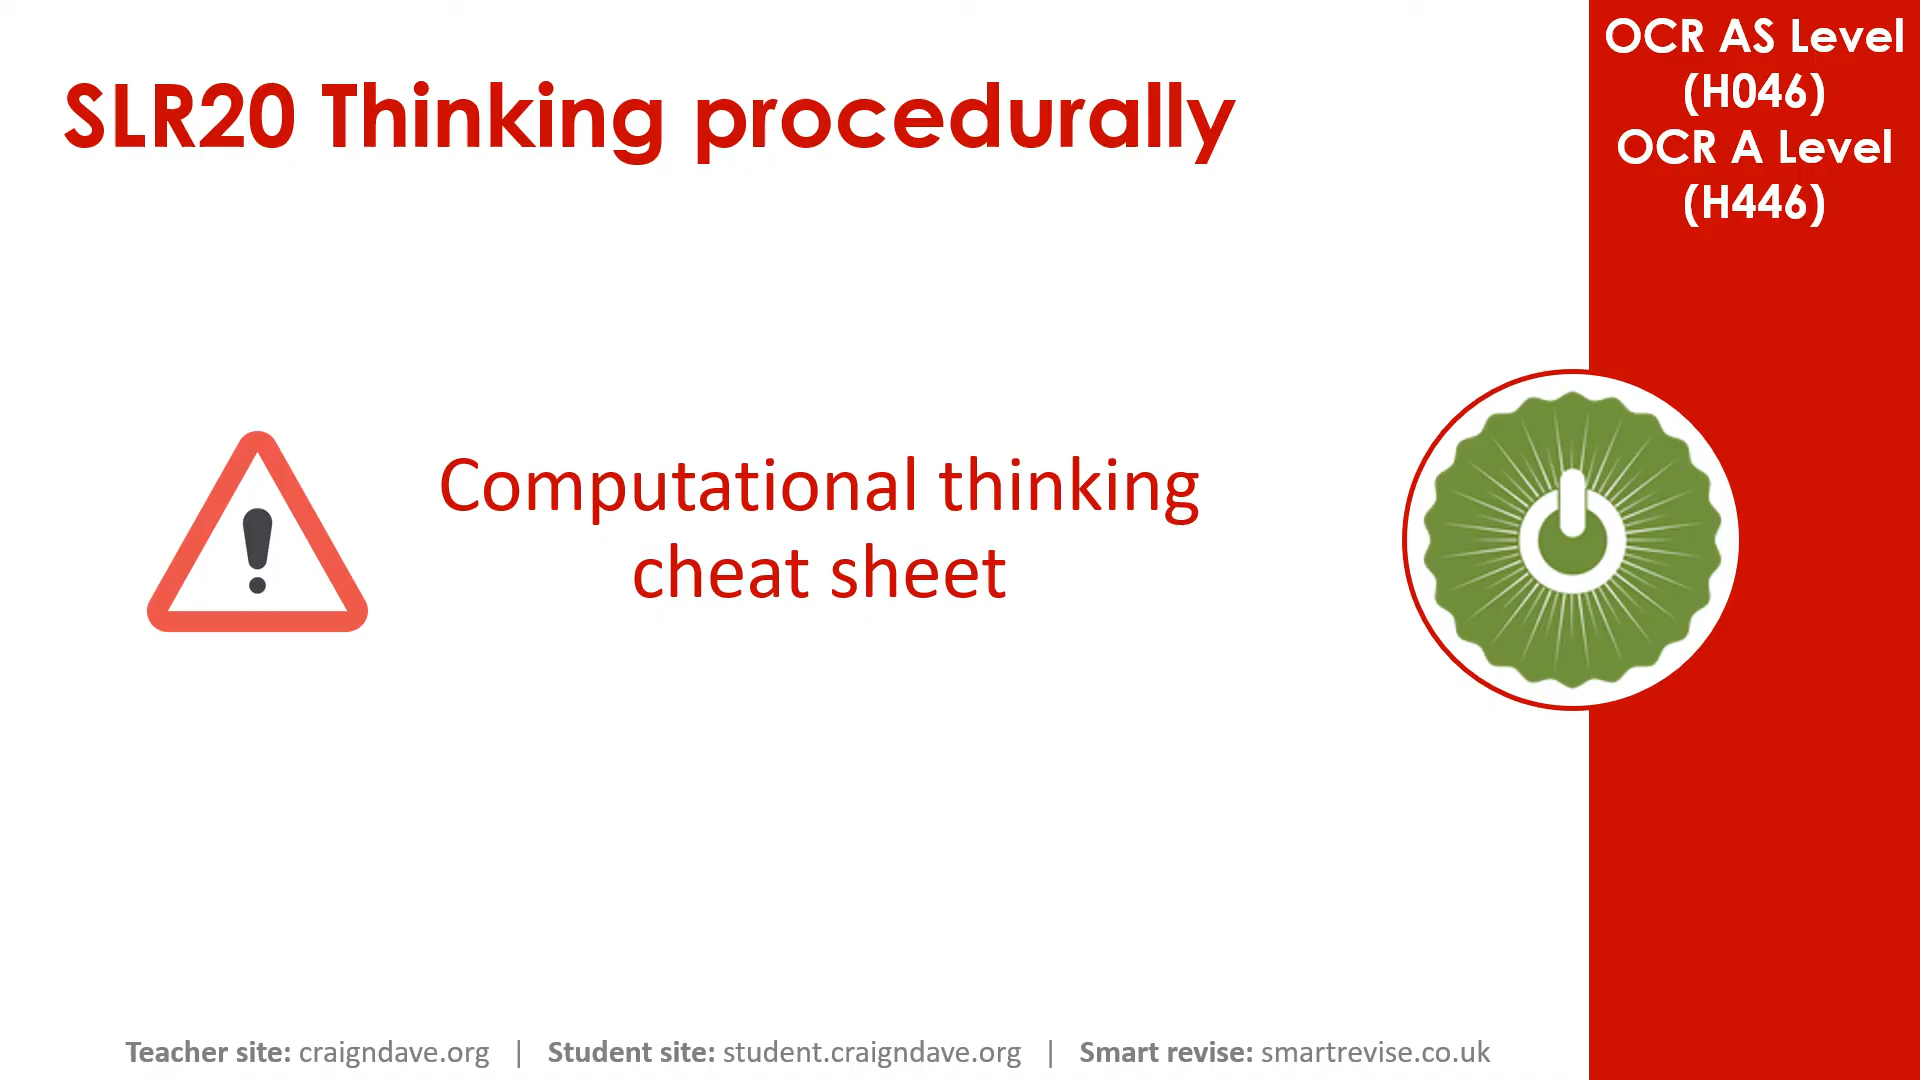 SLR20 Thinking procedurally
OCR AS Level
(H046)
OCR A Level
(H446)
Computational thinking
cheat sheet
Teacher site: craigndave.org | Student site: student.craigndave.org | Smart revise: smartrevise.co.uk